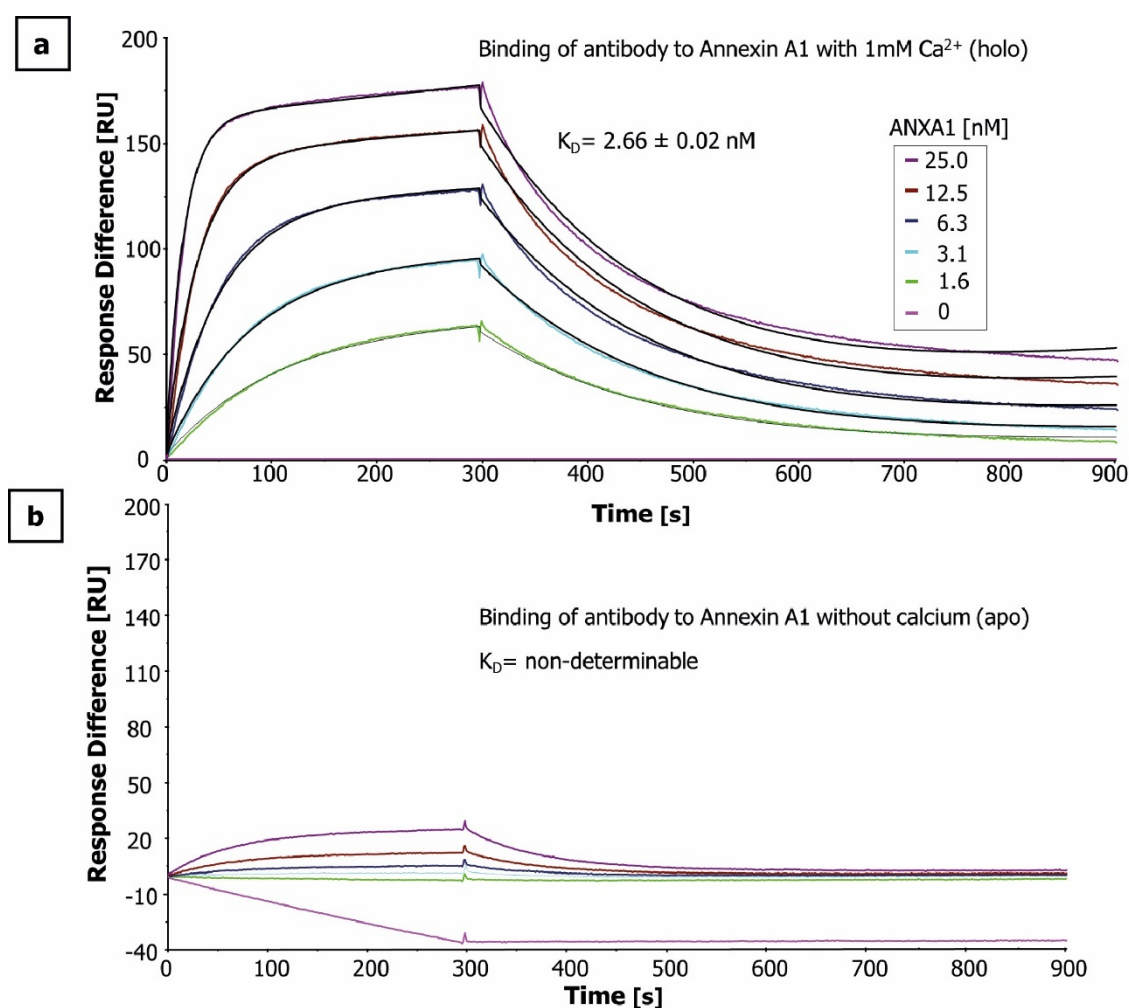 a
Binding of antibody to Annexin A1 with 1mM Ca²⁺ (holo)
K_D= 2.66 ± 0.02 nM
ANXA1 [nM]
25.0
12.5
6.3
3.1
1.6
0
Response Difference [RU]
200
150
100
50
0
0 100 200 300 400 500 600 700 800 900
Time [s]
b
Binding of antibody to Annexin A1 without calcium (apo)
K_D= non-determinable
Response Difference [RU]
200
170
140
110
80
50
20
-10
-40
0 100 200 300 400 500 600 700 800 900
Time [s]